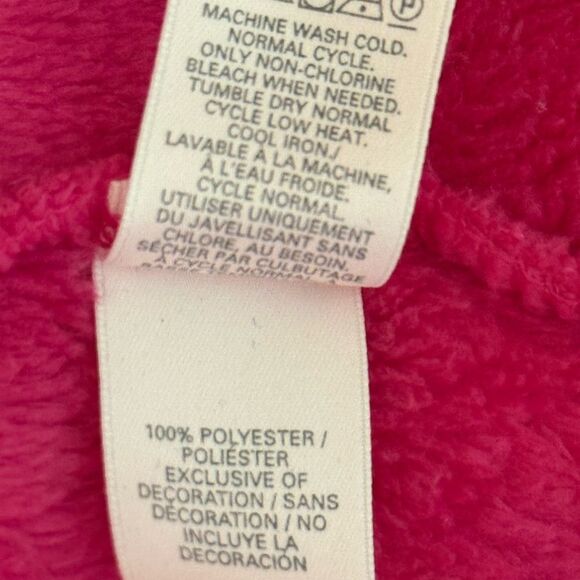 MACHINE WASH COLD.
NORMAL CYCLE.
ONLY NON-CHLORINE
BLEACH WHEN NEEDED.
TUMBLE DRY NORMAL
CYCLE LOW HEAT.
COOL IRON./
LAVABLE À LA MACHINE,
À L'EAU FROIDE.
CYCLE NORMAL.
UTILISER UNIQUEMENT
DU JAVELLISANT SANS
CHLORE, AU BESOIN.
SÉCHER PAR CULBUTAGE
À CYCLE NORMAL
100% POLYESTER /
POLIÉSTER
EXCLUSIVE OF
DECORATION / SANS
DÉCORATION / NO
INCLUYE LA
DECORACIÓN